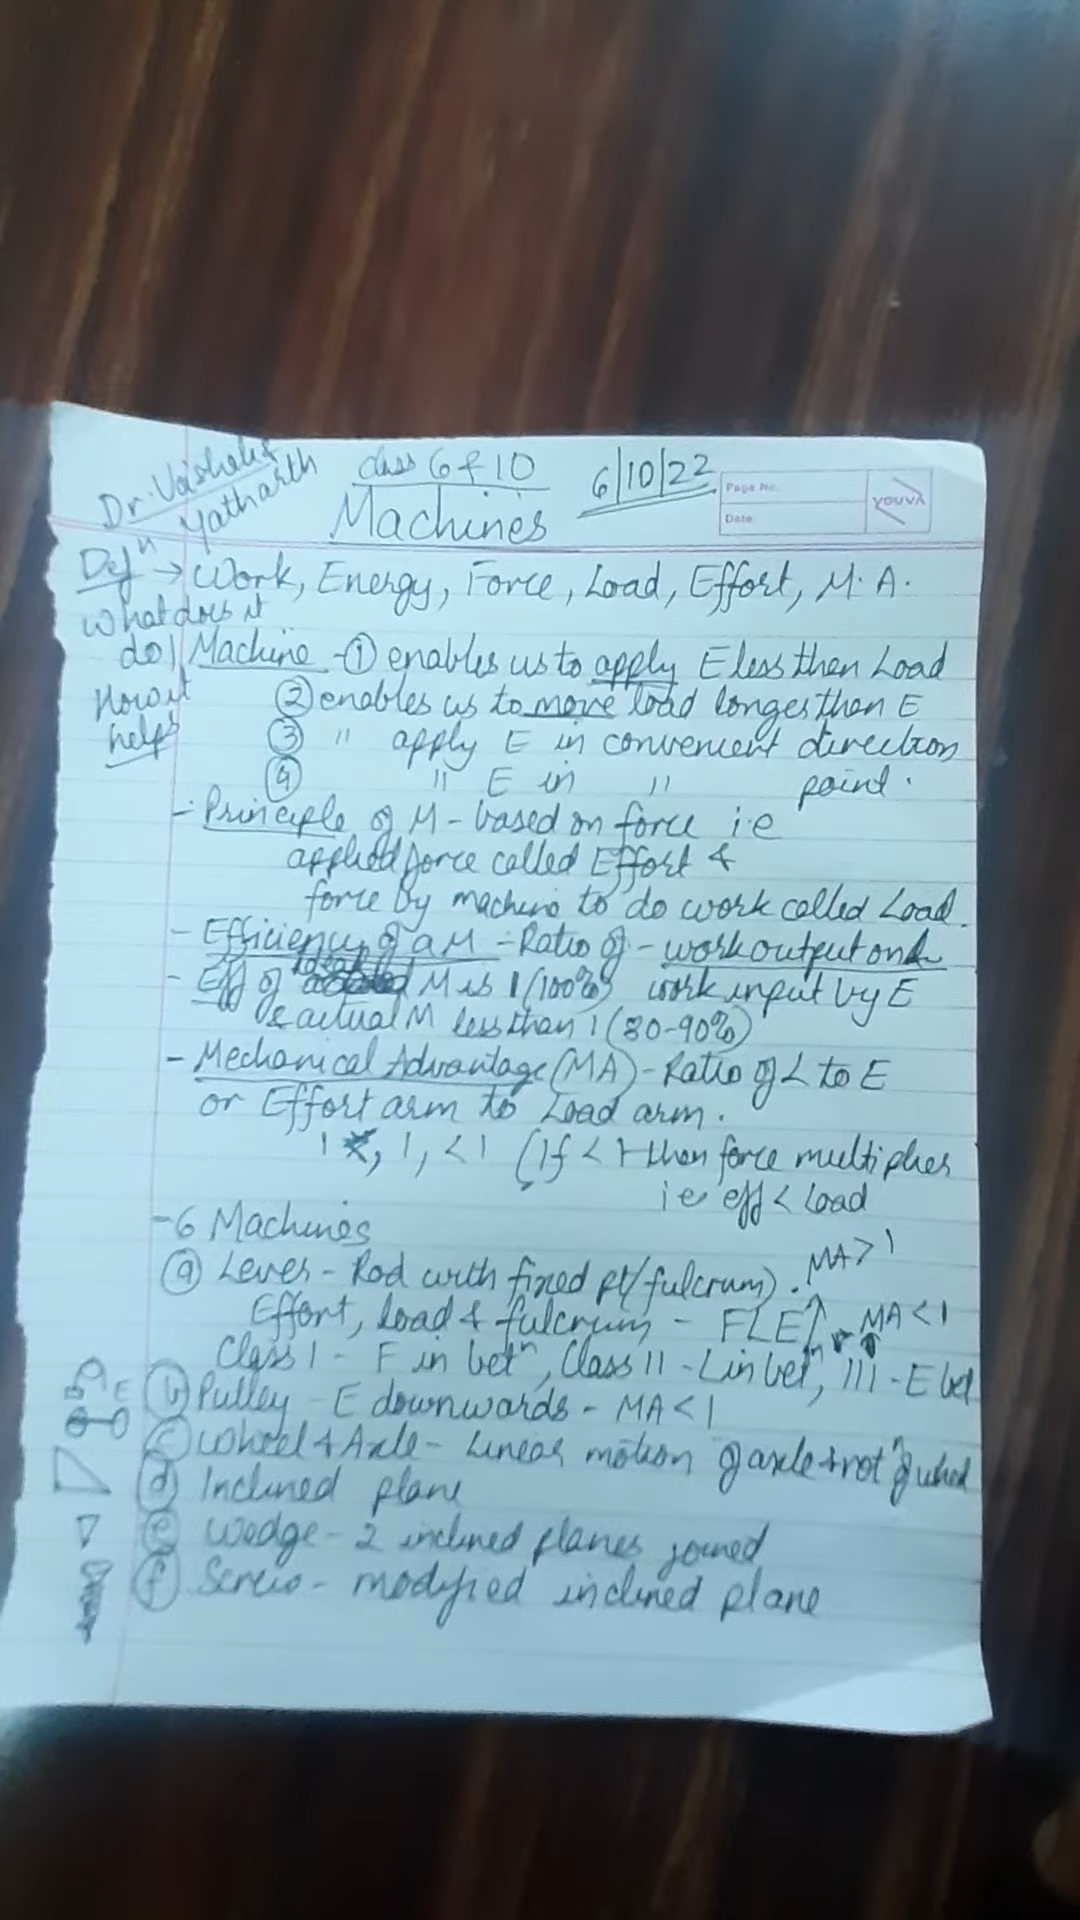 Dr. Vaishali &
Yatharth
class 6 & 10
6/10/22
Page No.
Date
YOUVA
Machines
Defn → Work, Energy, Force, Load, Effort, M.A.
What does it
do | Machine - ① enables us to apply E less then Load
How it
helps
② enables us to move load longer than E
③ " apply E in convenient direction
④ " E in " point.
- Principle of M - based on force i.e
applied force called Effort &
force by machine to do work called Load.
- Efficiency of a M - Ratio of - work output on L
work input by E
- Eff of Ideal M is 1 (100%)
& actual M less than 1 (80-90%)
- Mechanical Advantage (MA) - Ratio of L to E
or Effort arm to Load arm.
1, <1 (If < 1 then force multiplier
i.e eff < load
- 6 Machines
ⓐ Lever - Rod with fixed pt (fulcrum). MA > 1
Effort, load & fulcrum - FLE↑ MA < 1
Class I - F in betn, Class II - L in betn, III - E bet
ⓑ Pulley - E downwards - MA < 1
E
ⓒ Wheel & Axle - Linear motion of axle & rotn of wheel
ⓓ Inclined plane
ⓔ Wedge - 2 inclined planes joined
ⓕ Screw - modified inclined plane